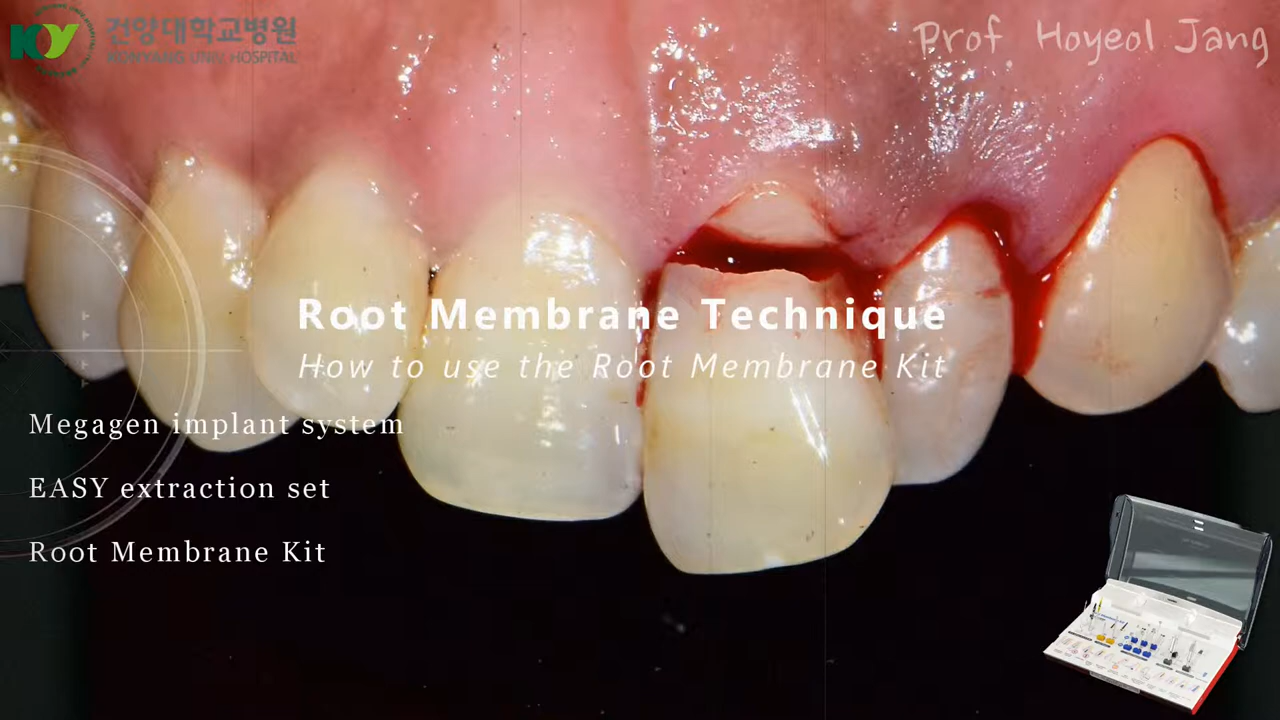 KY 건양대학교병원
KONYANG UNIV. HOSPITAL
Prof Hoyeol Jang
Root Membrane Technique
How to use the Root Membrane Kit
Megagen implant system
EASY extraction set
Root Membrane Kit